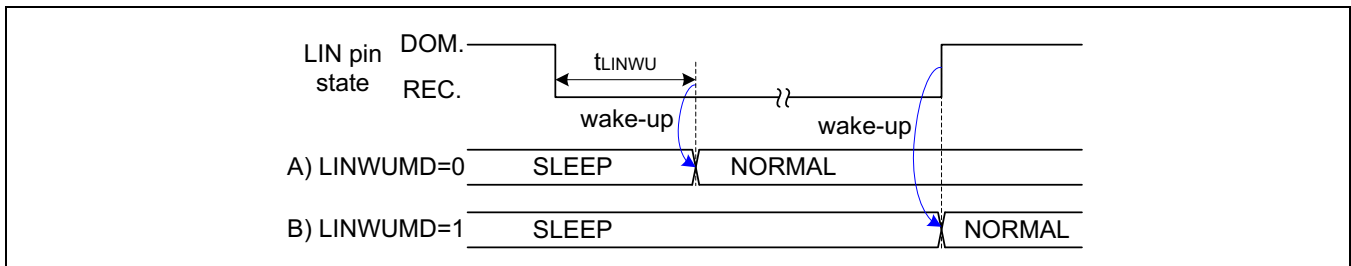 LIN pin state DOM.
REC.
tLINWU
wake-up
wake-up
A) LINWUMD=0 SLEEP NORMAL
B) LINWUMD=1 SLEEP NORMAL